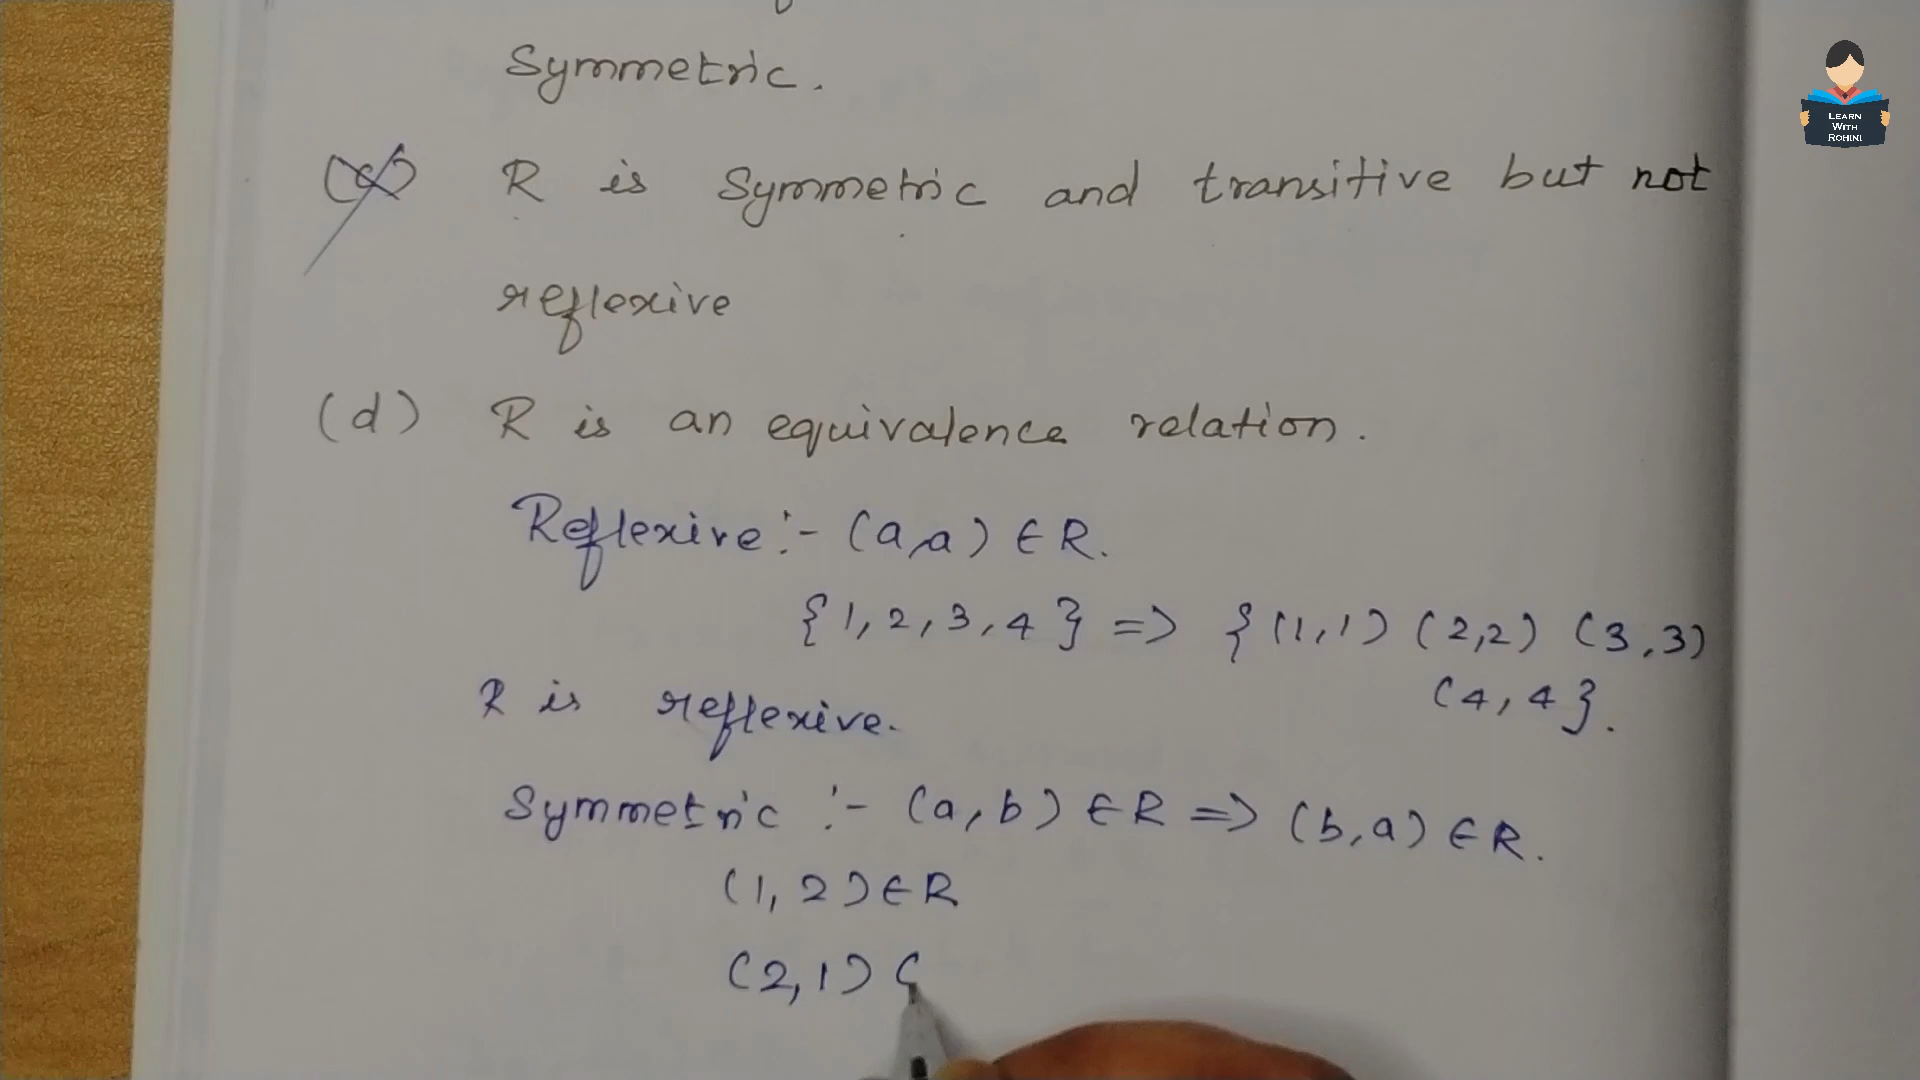 Symmetric.
(c) R is Symmetric and transitive but not
reflexive
(d) R is an equivalence relation.
Reflexive :- (a,a) ∈ R.
{1,2,3,4} => {(1,1) (2,2) (3,3)
(4,4}.
R is reflexive.
Symmetric :- (a,b) ∈ R => (b,a) ∈ R.
(1,2) ∈ R
(2,1) (
LEARN
WITH
ROHINI